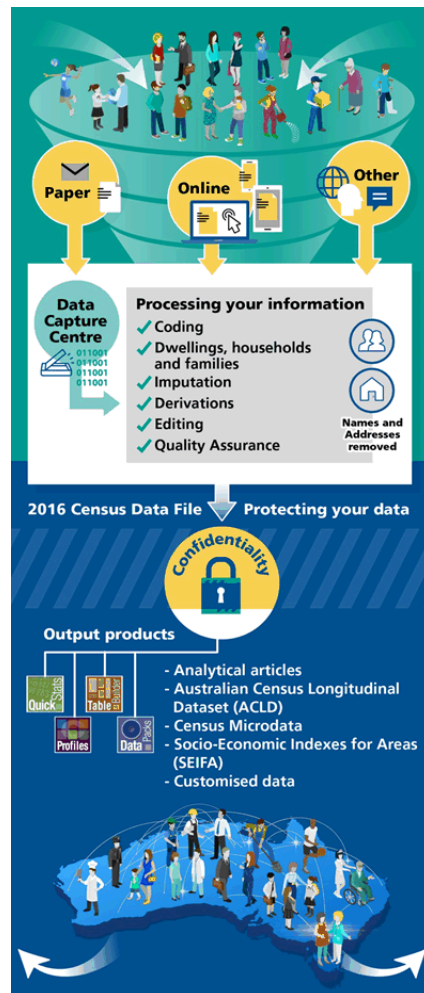 Paper
Online
Other
Data
Capture
Centre
011001
011001
011001
011001
Processing your information
Coding
Dwellings, households
and families
Imputation
Derivations
Editing
Quality Assurance
Names and
Addresses
removed
2016 Census Data File
Protecting your data
Confidentiality
Output products
Quick Stats
Table Builder
Profiles
Data Packs
- Analytical articles
- Australian Census Longitudinal
Dataset (ACLD)
- Census Microdata
- Socio-Economic Indexes for Areas
(SEIFA)
- Customised data